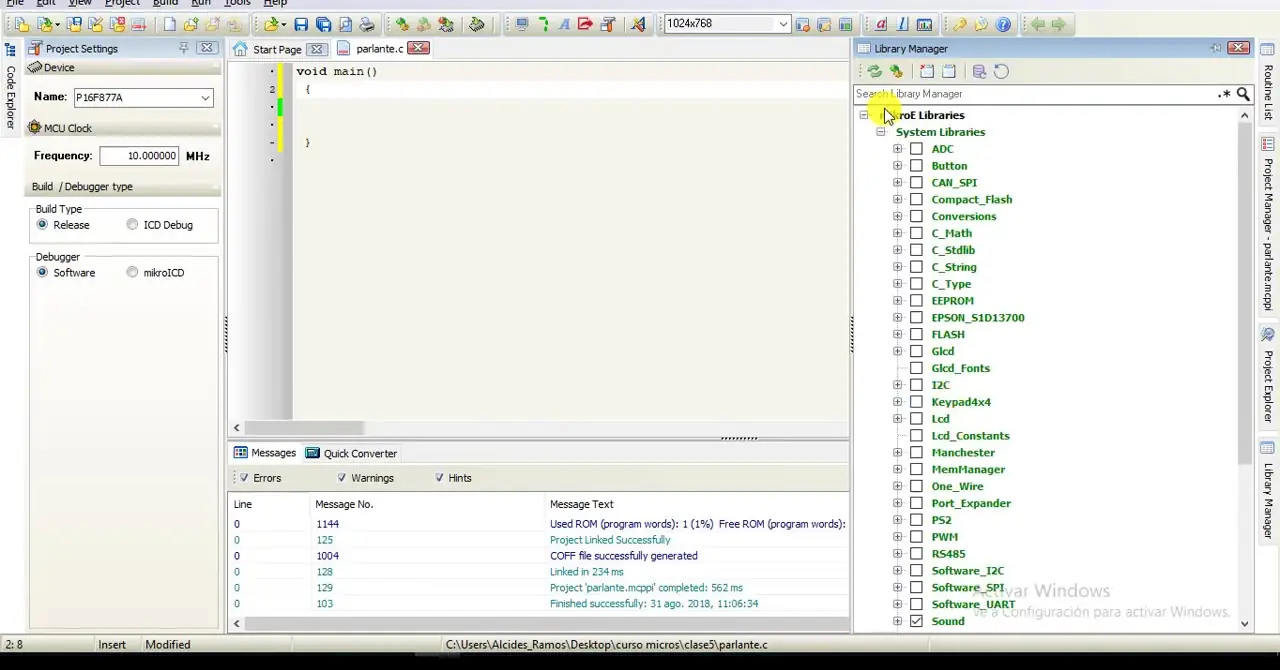 File Edit View Project Build Run Tools Help
1024x768
Code Explorer
Project Settings
Device
Name: P16F877A
MCU Clock
Frequency: 10.000000 MHz
Build / Debugger type
Build Type
Release ICD Debug
Debugger
Software mikroICD
Start Page parlante.c
void main()
2 {
}
Messages Quick Converter
Errors Warnings Hints
Line Message No. Message Text
0 1144 Used ROM (program words): 1 (1%) Free ROM (program words):
0 125 Project Linked Successfully
0 1004 COFF file successfully generated
0 128 Linked in 234 ms
0 129 Project 'parlante.mcppi' completed: 562 ms
0 103 Finished successfully: 31 ago. 2018, 11:06:34
Library Manager
Search Library Manager .*
mikroE Libraries
System Libraries
ADC
Button
CAN_SPI
Compact_Flash
Conversions
C_Math
C_Stdlib
C_String
C_Type
EEPROM
EPSON_S1D13700
FLASH
Glcd
Glcd_Fonts
I2C
Keypad4x4
Lcd
Lcd_Constants
Manchester
MemManager
One_Wire
Port_Expander
PS2
PWM
RS485
Software_I2C
Software_SPI
Software_UART
Sound
Activar Windows
Ve a Configuración para activar Windows.
Routine List
Project Manager - parlante.mcppi
Project Explorer
Library Manager
2: 8 Insert Modified C:\Users\Alcides_Ramos\Desktop\curso micros\clase5\parlante.c